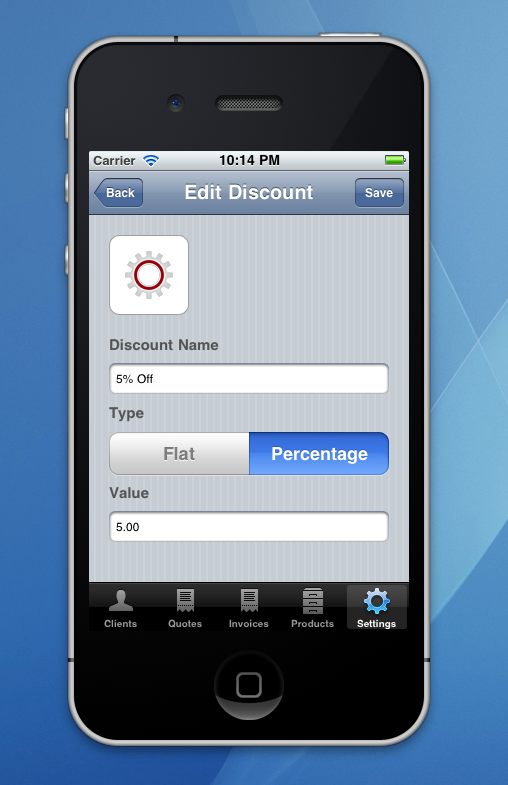 Carrier 10:14 PM
Back Edit Discount Save
Discount Name
5% Off
Type
Flat Percentage
Value
5.00
Clients Quotes Invoices Products Settings